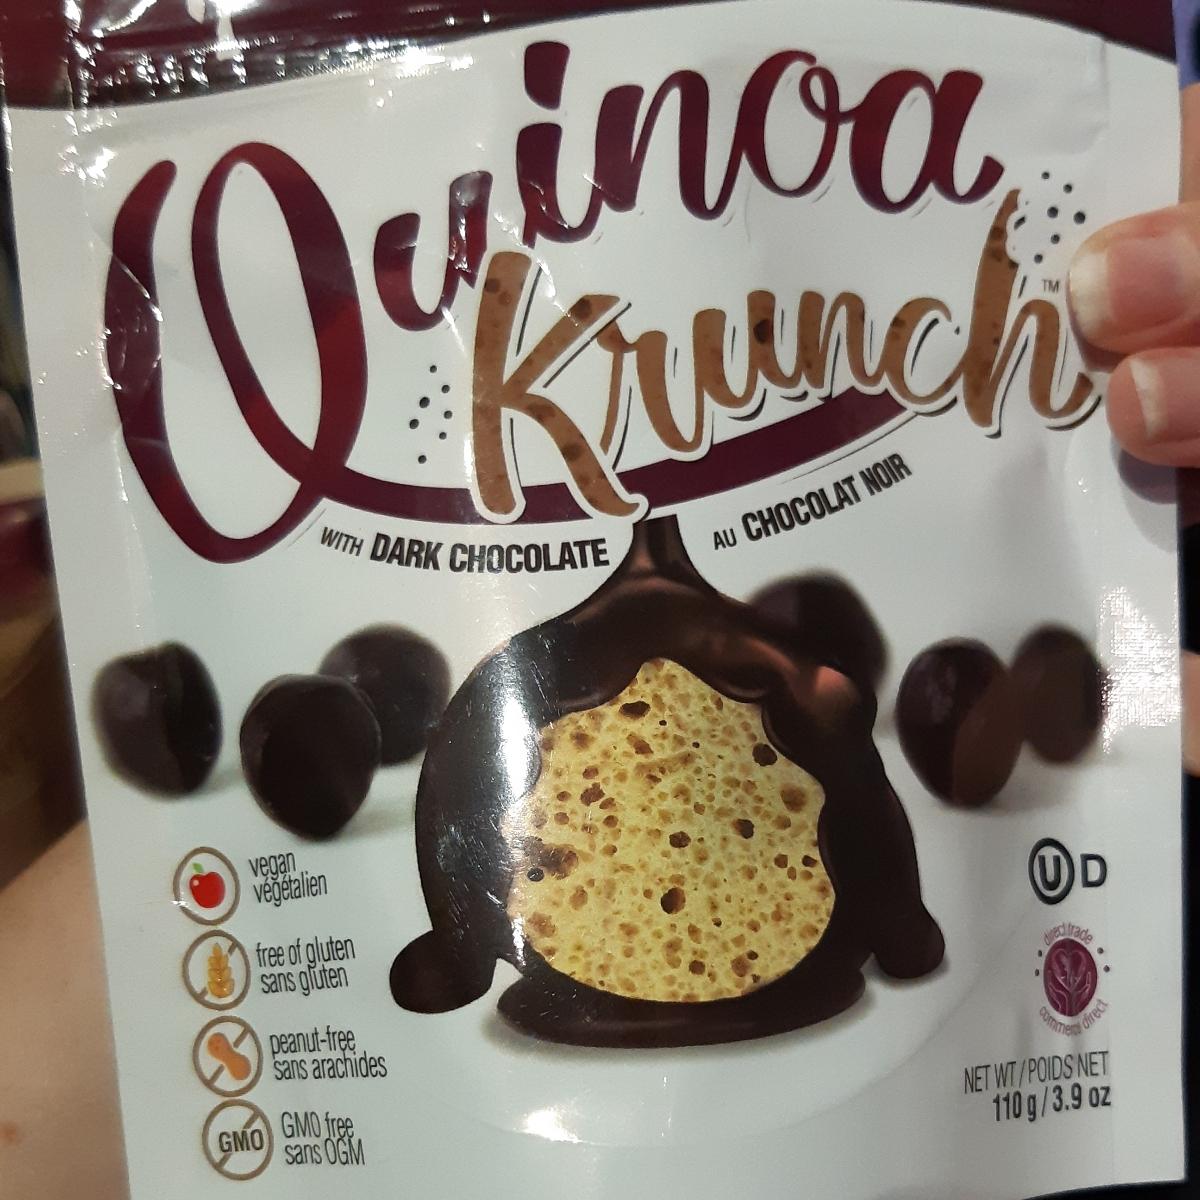 Quinoa
Krunch™
WITH DARK CHOCOLATE
AU CHOCOLAT NOIR
vegan
végétalien
free of gluten
sans gluten
peanut-free
sans arachides
GMO
GMO free
sans OGM
U D
direct trade
commerce direct
NET WT / POIDS NET
110 g / 3.9 oz